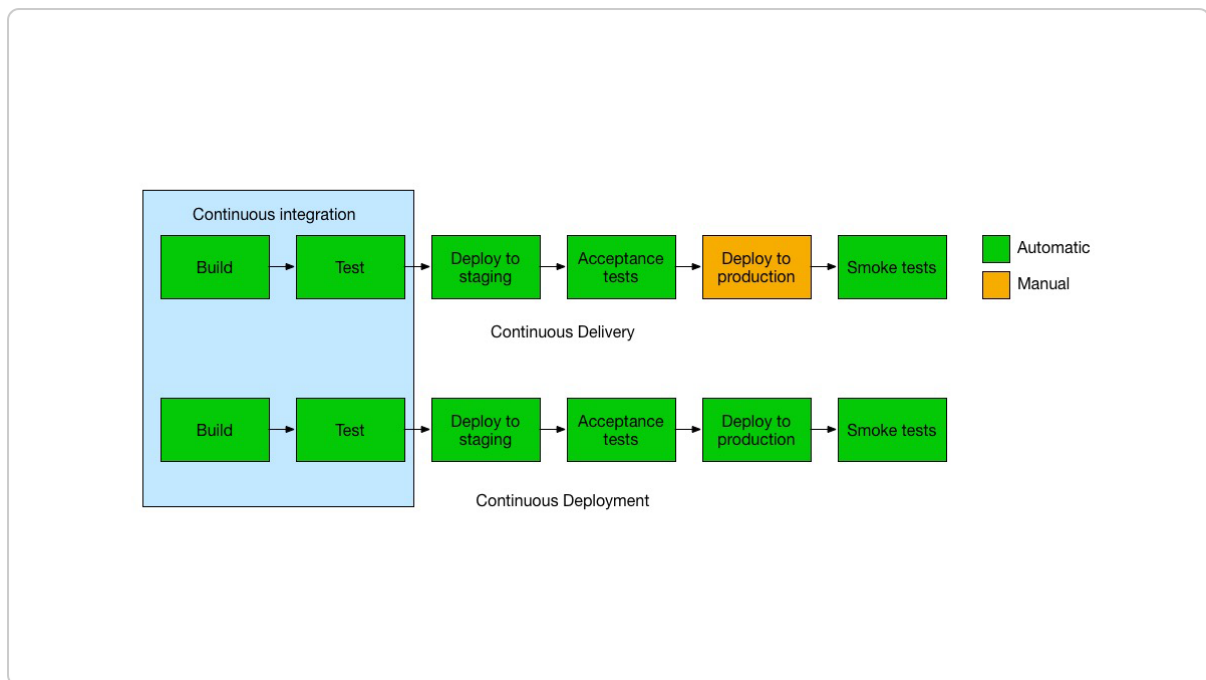 Continuous integration
Build
Test
Deploy to
staging
Acceptance
tests
Deploy to
production
Smoke tests
Automatic
Manual
Continuous Delivery
Build
Test
Deploy to
staging
Acceptance
tests
Deploy to
production
Smoke tests
Continuous Deployment